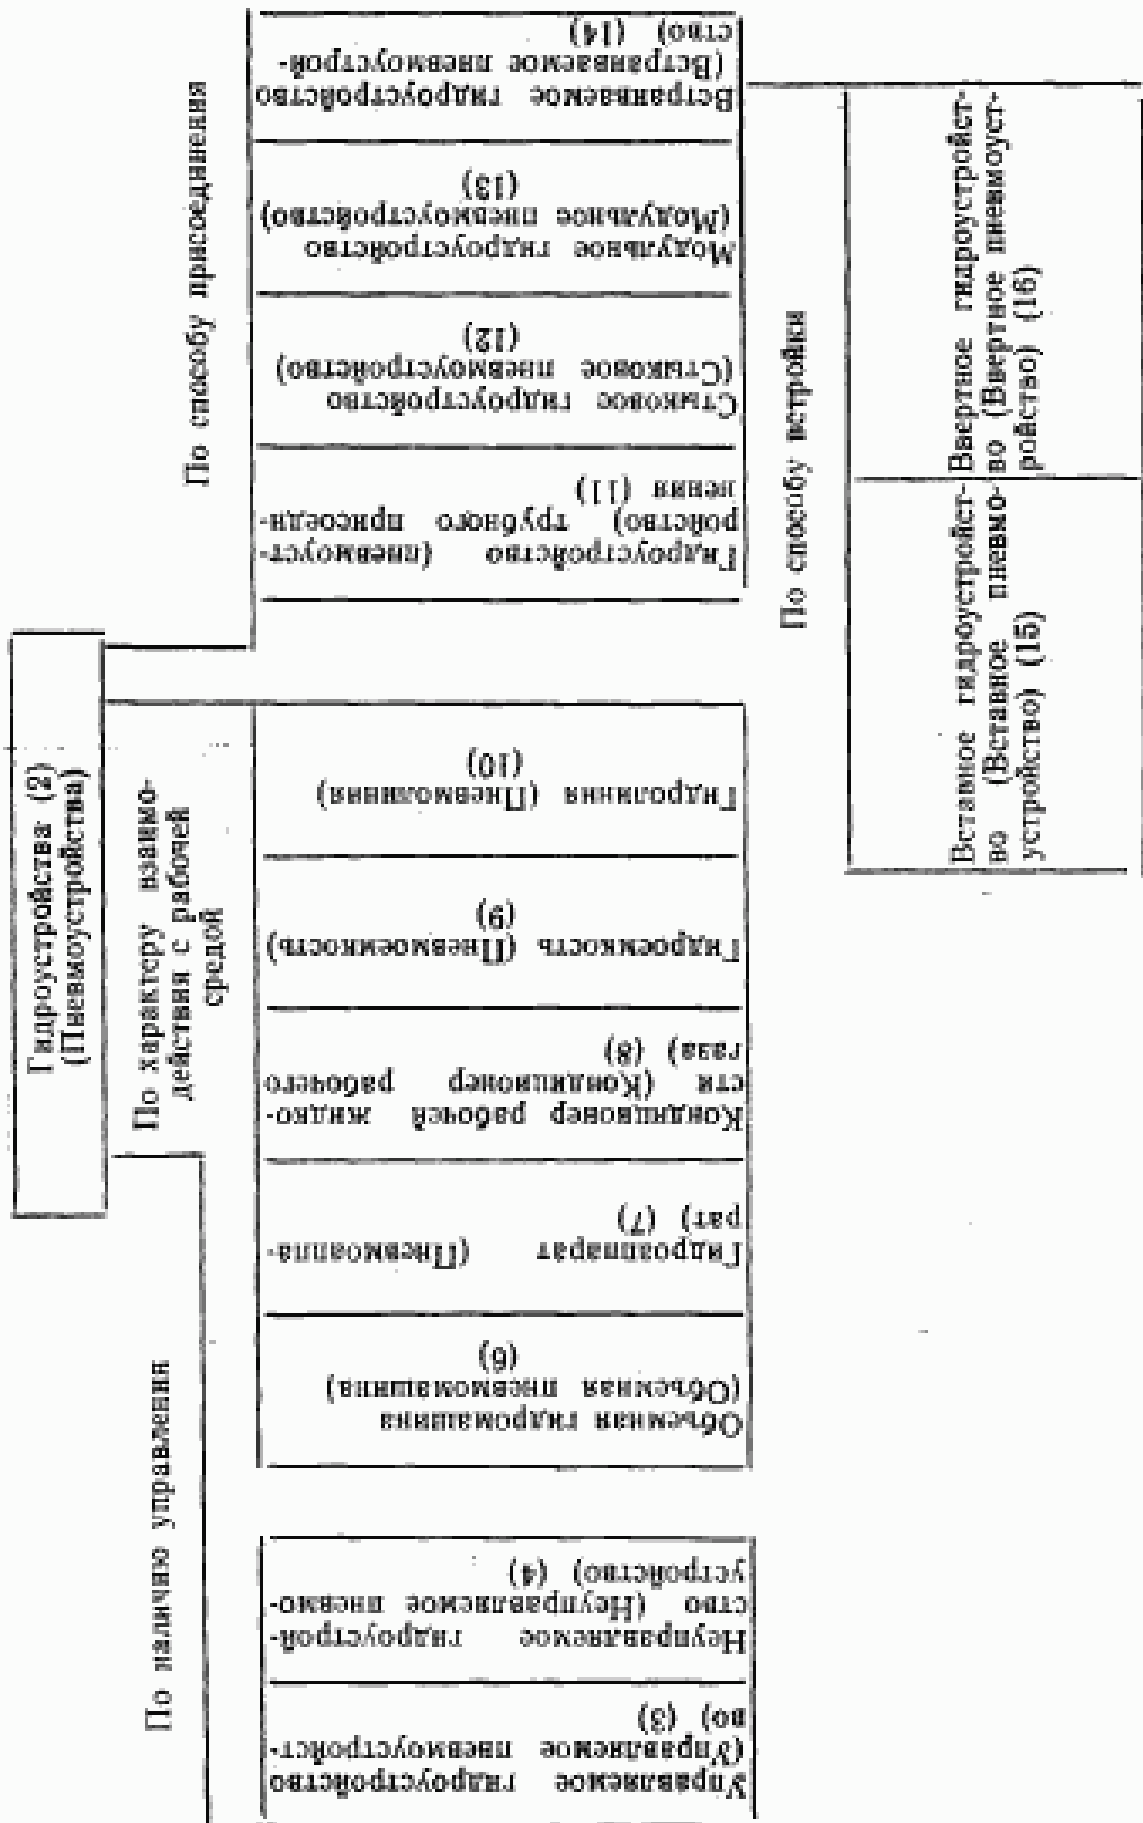 Гидроустройства (2)
(Пневмоустройства)
По наличию управления
По характеру взаимо-
действия с рабочей
средой
По способу присоединения
Управляемое гидроустройство
(Управляемое пневмоустройст-
во) (3)
Неуправляемое гидроустрой-
ство (Неуправляемое пневмо-
устройство) (4)
Объемная гидромашина
(Объемная пневмомашина)
(6)
Гидроаппарат (Пневмоаппа-
рат) (7)
Кондиционер рабочей жидко-
сти (Кондиционер рабочего
газа) (8)
Гидроемкость (Пневмоемкость)
(9)
Гидролиния (Пневмолиния)
(10)
Гидроустройство (пневмоуст-
ройство) трубного присоеди-
нения (11)
Стыковое гидроустройство
(Стыковое пневмоустройство)
(12)
Модульное гидроустройство
(Модульное пневмоустройство)
(13)
Встраиваемое гидроустройство
(Встраиваемое пневмоустрой-
ство) (14)
По способу встройки
Вставное гидроустройст-
во (Вставное пневмо-
устройство) (15)
Ввертное гидроустройст-
во (Ввертное пневмоуст-
ройство) (16)